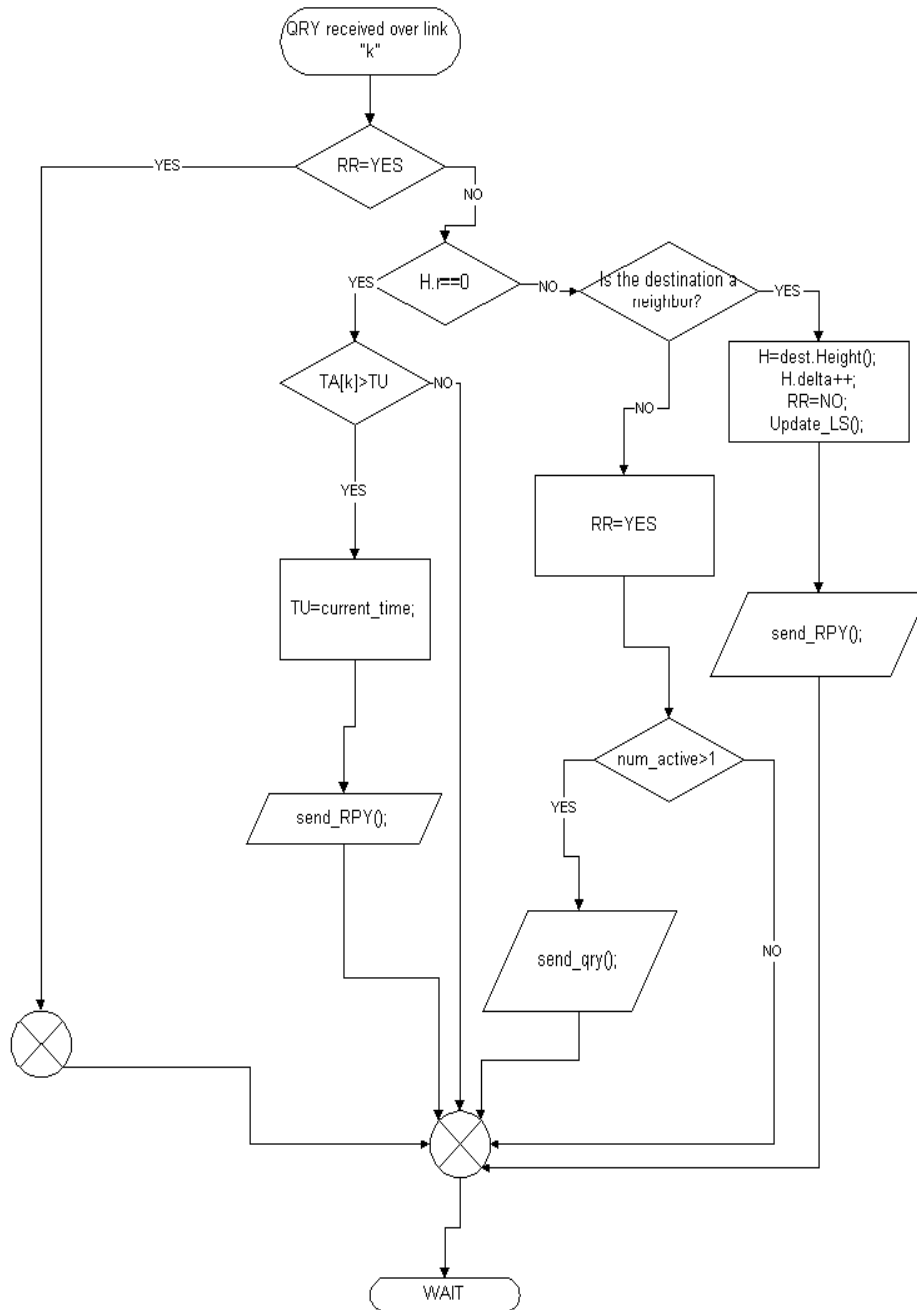 QRY received over link
"k"
YES
RR=YES
NO
YES
H.r==0
NO
Is the destination a
neighbur?
YES
TA[k]>TU
NO
H=dest.Height();
H.delta++;
RR=NO;
Update_LS();
NO
YES
RR=YES
TU=current_time;
send_RPY();
num_active>1
send_RPY();
YES
send_qry();
NO
WAIT